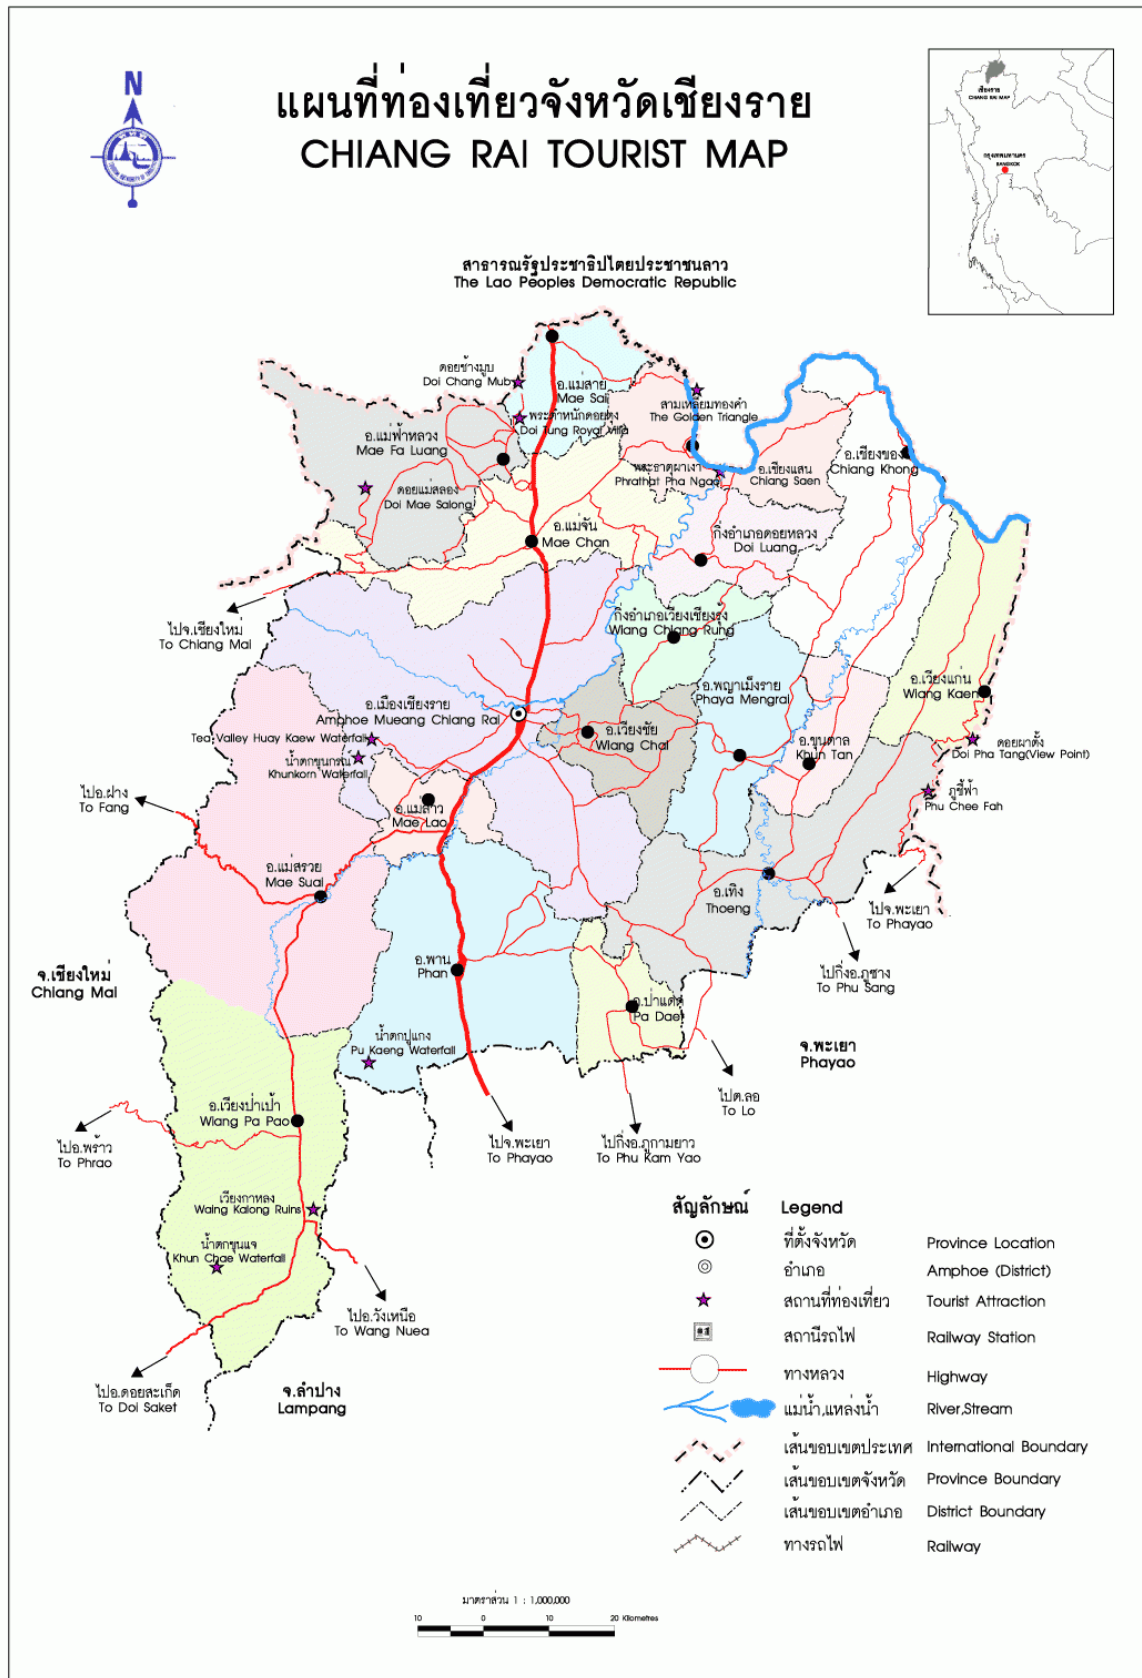 N
แผนที่ท่องเที่ยวจังหวัดเชียงราย
CHIANG RAI TOURIST MAP
เชียงราย
CHIANG RAI MAP
กรุงเทพมหานคร
BANGKOK
สาธารณรัฐประชาธิปไตยประชาชนลาว
The Lao Peoples Democratic Republic
ดอยช้างมูบ
Doi Chang Mub
อ.แม่สาย
Mae Sai
พระตำหนักดอยตุง
Doi Tung Royal Villa
สามเหลี่ยมทองคำ
The Golden Triangle
อ.แม่ฟ้าหลวง
Mae Fa Luang
อ.เชียงของ
Chiang Khong
พระธาตุผาเงา
Phrathat Pha Ngao
อ.เชียงแสน
Chiang Saen
ดอยแม่สลอง
Doi Mae Salong
อ.แม่จัน
Mae Chan
กิ่งอำเภอดอยหลวง
Doi Luang
ไปจ.เชียงใหม่
To Chiang Mai
กิ่งอำเภอเวียงเชียงรุ้ง
Wiang Chiang Rung
อ.พญาเม็งราย
Phaya Mengrai
อ.เวียงแก่น
Wiang Kaen
อ.เมืองเชียงราย
Amphoe Mueang Chiang Rai
อ.เวียงชัย
Wiang Chai
Tea Valley Huay Kaew Waterfall
น้ำตกขุนกรณ์
Khunkorn Waterfall
อ.ขุนตาล
Khun Tan
ดอยผาตั้ง
Doi Pha Tang(View Point)
ไปอ.ฝาง
To Fang
อ.แม่ลาว
Mae Lao
ภูชี้ฟ้า
Phu Chee Fah
อ.แม่สรวย
Mae Suai
อ.เทิง
Thoeng
ไปจ.พะเยา
To Phayao
จ.เชียงใหม่
Chiang Mai
อ.พาน
Phan
ไปกิ่งอ.ภูซาง
To Phu Sang
อ.ป่าแดด
Pa Daet
น้ำตกปูแกง
Pu Kaeng Waterfall
จ.พะเยา
Phayao
ไปต.ลอ
To Lo
อ.เวียงป่าเป้า
Wiang Pa Pao
ไปอ.พร้าว
To Phrao
ไปจ.พะเยา
To Phayao
ไปกิ่งอ.ภูกามยาว
To Phu Kam Yao
เวียงกาหลง
Waing Kalong Ruins
น้ำตกขุนแจ
Khun Chae Waterfall
ไปอ.วังเหนือ
To Wang Nuea
ไปอ.ดอยสะเก็ด
To Doi Saket
จ.ลำปาง
Lampang
สัญลักษณ์ Legend
ที่ตั้งจังหวัด Province Location
อำเภอ Amphoe (District)
สถานที่ท่องเที่ยว Tourist Attraction
สถานีรถไฟ Railway Station
ทางหลวง Highway
แม่น้ำ,แหล่งน้ำ River,Stream
เส้นขอบเขตประเทศ International Boundary
เส้นขอบเขตจังหวัด Province Boundary
เส้นขอบเขตอำเภอ District Boundary
ทางรถไฟ Railway
มาตราส่วน 1 : 1,000,000
10 0 10 20 Kilometres